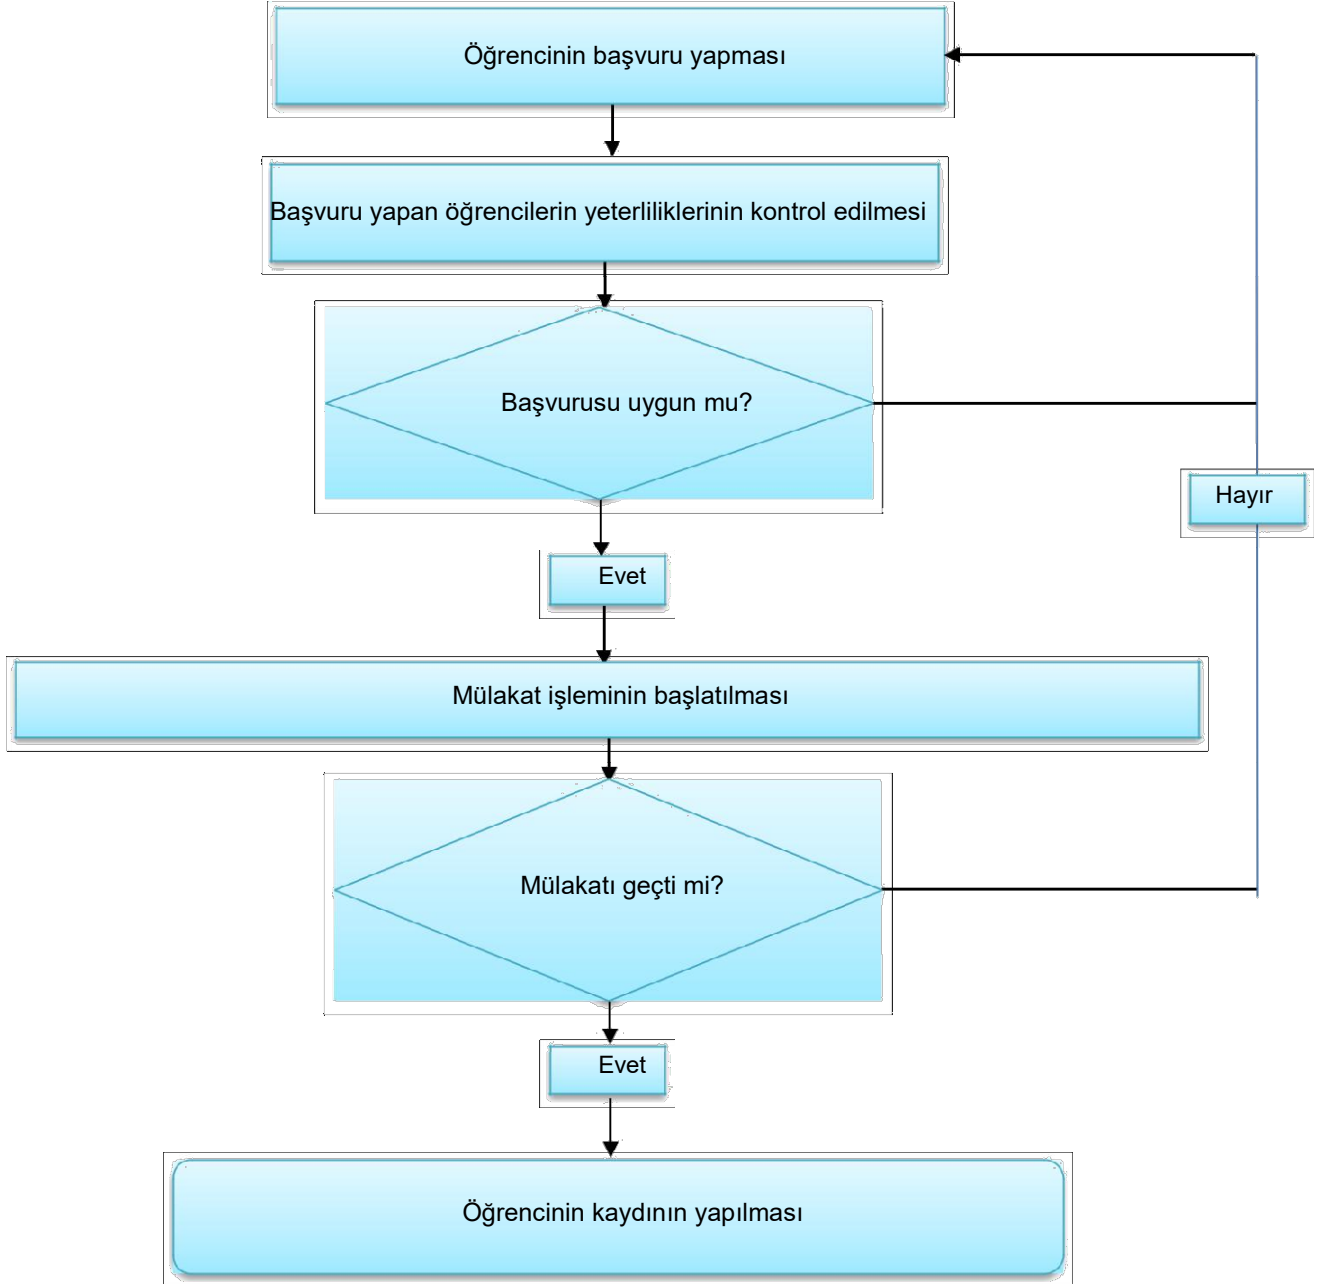 Öğrencinin başvuru yapması
Başvuru yapan öğrencilerin yeterliliklerinin kontrol edilmesi
Başvurusu uygun mu?
Hayır
Evet
Mülakat işleminin başlatılması
Mülakatı geçti mi?
Evet
Öğrencinin kaydının yapılması